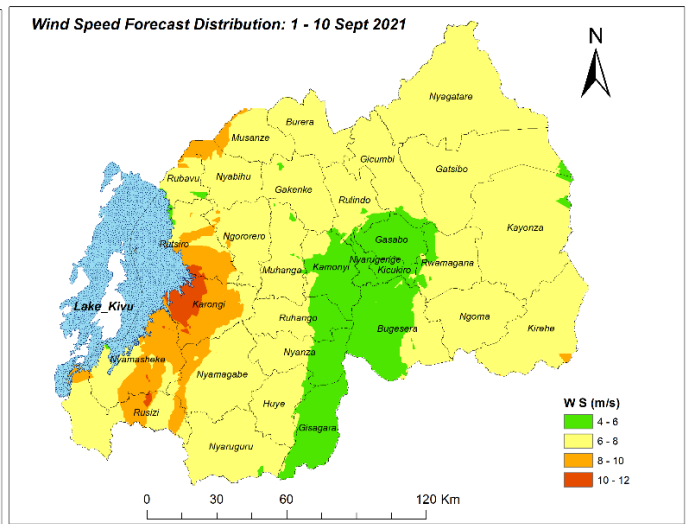 Wind Speed Forecast Distribution: 1 - 10 Sept 2021
N
Nyagatare
Burera
Musanze
Gicumbi
Gatsibo
Rubavu
Nyabihu
Gakenke
Rulindo
Kayonza
Rutsiro
Ngororero
Gasabo
Nyarugenge
Rwamagana
Muhanga
Kamonyi
Kicukiro
Lake_Kivu
Karongi
Ruhango
Bugesera
Ngoma
Kirehe
Nyamasheke
Nyanza
Nyamagabe
Huye
Rusizi
Gisagara
Nyaruguru
W S (m/s)
4 - 6
6 - 8
8 - 10
10 - 12
0 30 60 120 Km